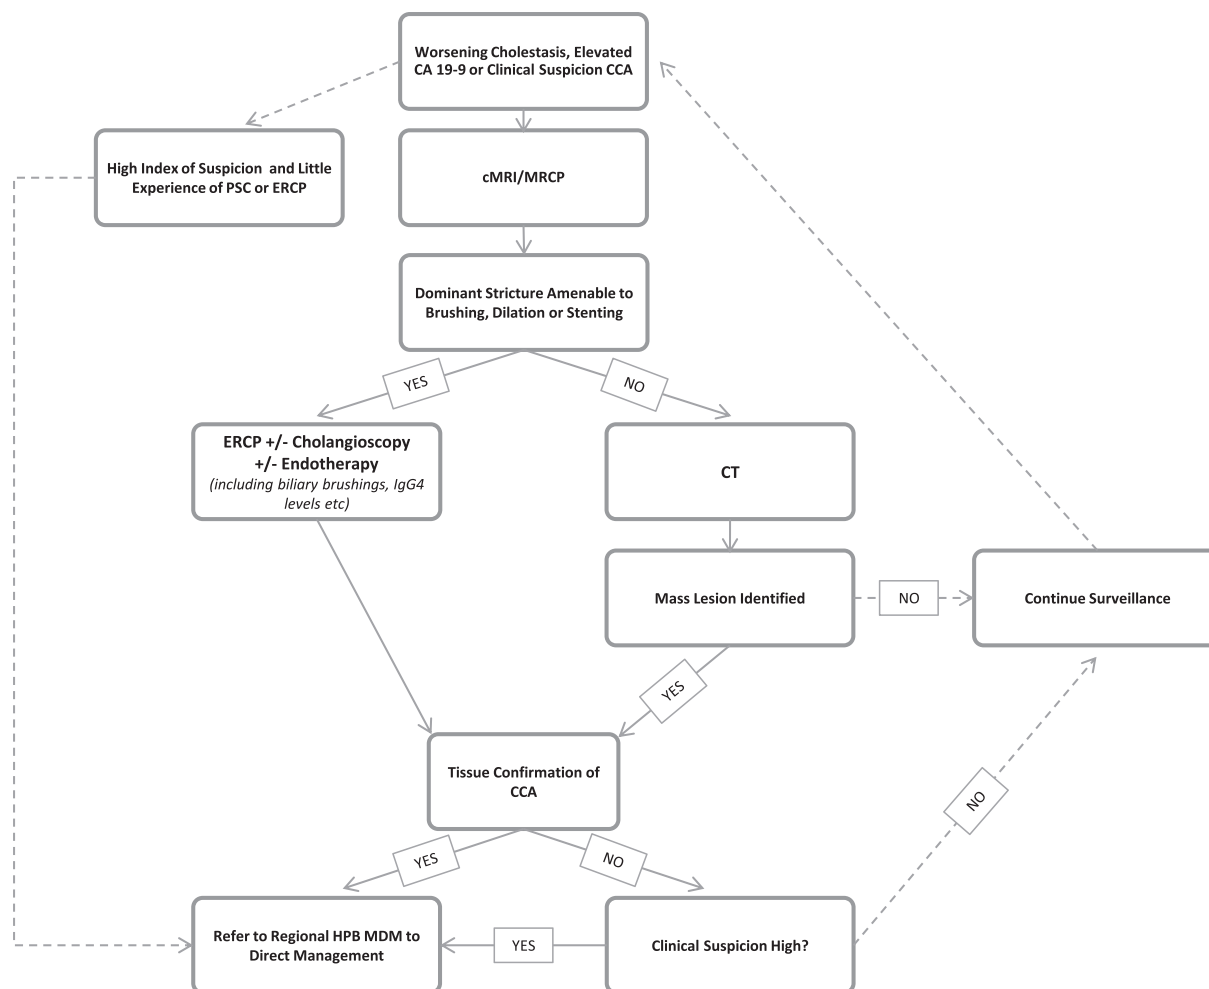 Worsening Cholestasis, Elevated
CA 19-9 or Clinical Suspicion CCA
High Index of Suspicion and Little
Experience of PSC or ERCP
cMRI/MRCP
Dominant Stricture Amenable to
Brushing, Dilation or Stenting
YES
NO
ERCP +/- Cholangioscopy
+/- Endotherapy
(including biliary brushings, IgG4
levels etc)
CT
Mass Lesion Identified
NO
Continue Surveillance
YES
Tissue Confirmation of
CCA
NO
YES
NO
Refer to Regional HPB MDM to
Direct Management
YES
Clinical Suspicion High?